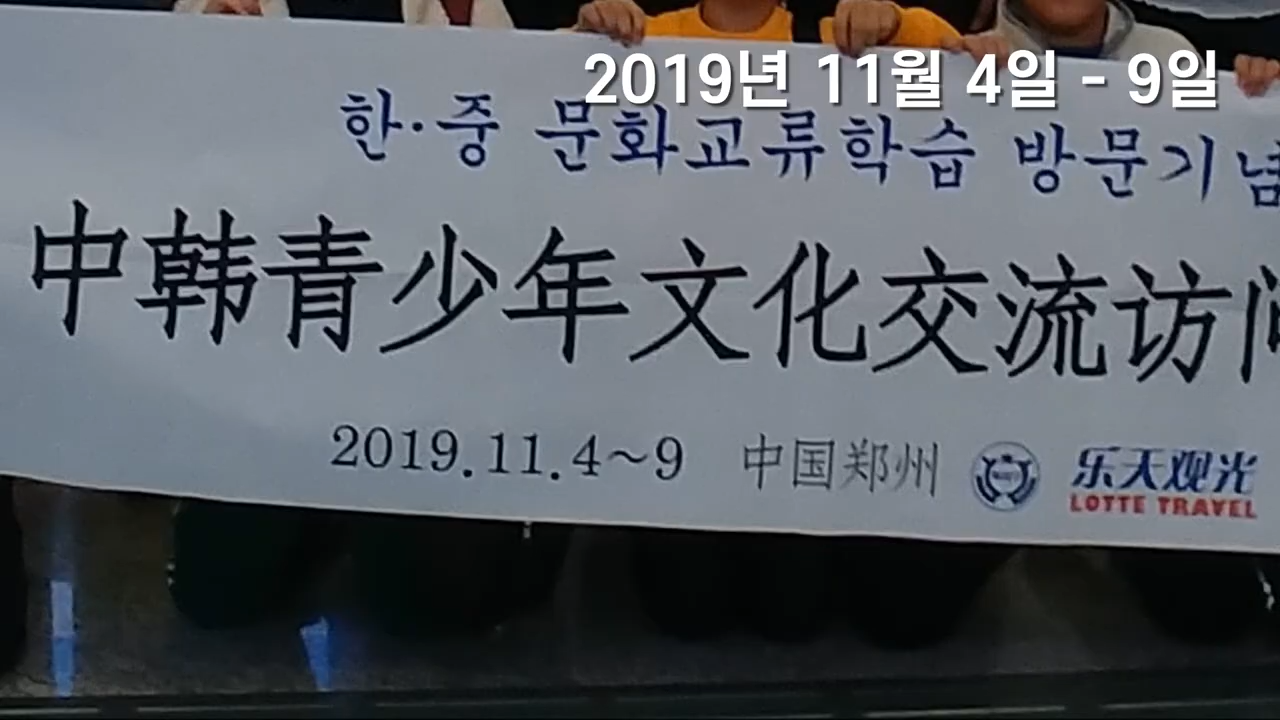 2019년 11월 4일 - 9일
한·중 문화교류학습 방문기념
中韩青少年文化交流访问
2019.11.4~9 中国郑州 乐天观光
LOTTE TRAVEL